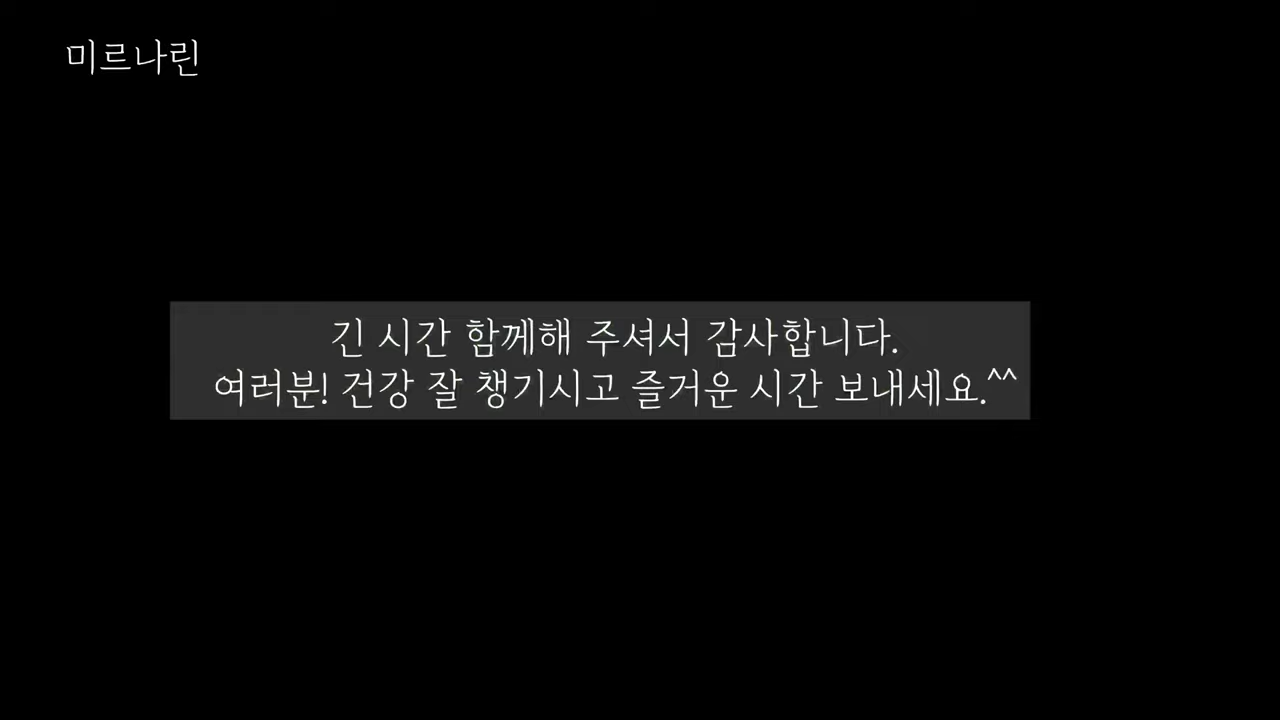 미르나린
긴 시간 함께해 주셔서 감사합니다.
여러분! 건강 잘 챙기시고 즐거운 시간 보내세요.^^